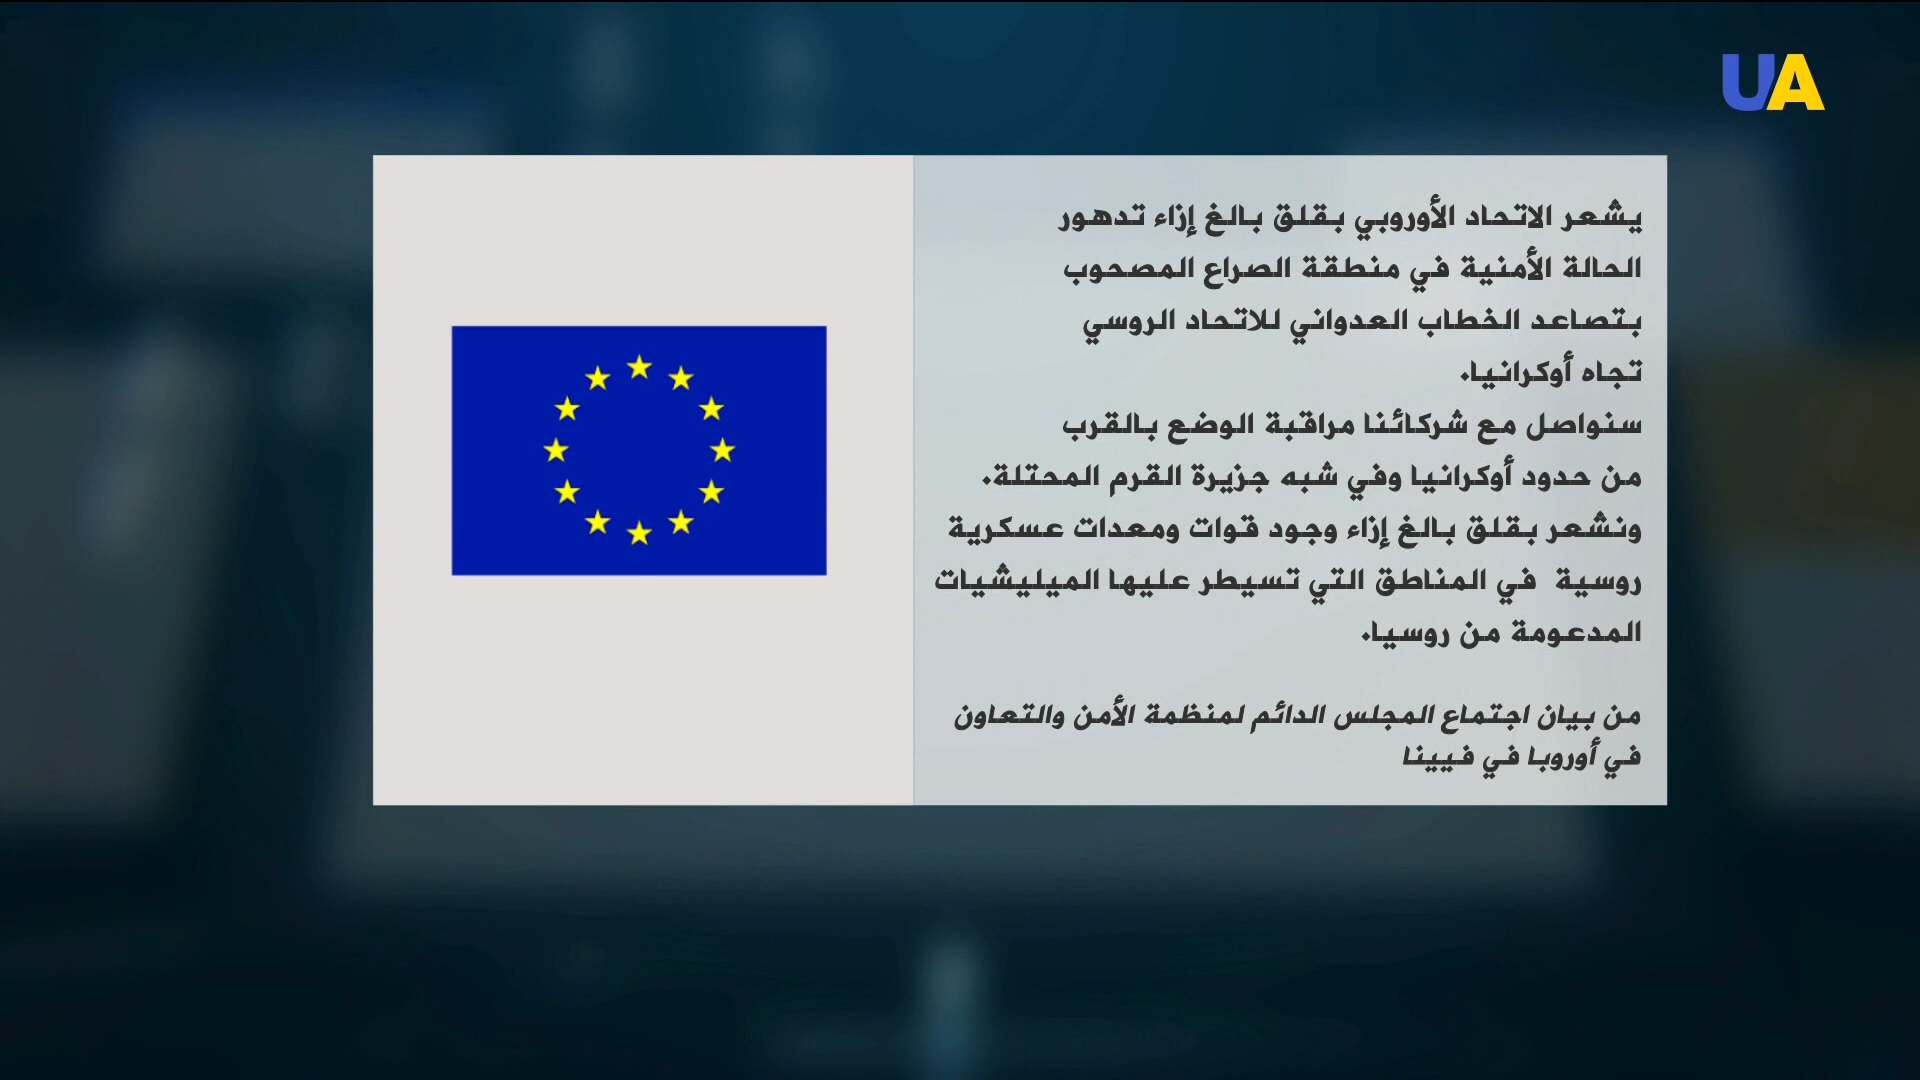 UA
يشعر الاتحاد الأوروبي بقلق بالغ إزاء تدهور
الحالة الأمنية في منطقة الصراع المصحوب
بتصاعد الخطاب العدواني للاتحاد الروسي
تجاه أوكرانيا.
سنواصل مع شركائنا مراقبة الوضع بالقرب
من حدود أوكرانيا وفي شبه جزيرة القرم المحتلة.
ونشعر بقلق بالغ إزاء وجود قوات ومعدات عسكرية
روسية في المناطق التي تسيطر عليها الميليشيات
المدعومة من روسيا.
من بيان اجتماع المجلس الدائم لمنظمة الأمن والتعاون
في أوروبا في فيينا